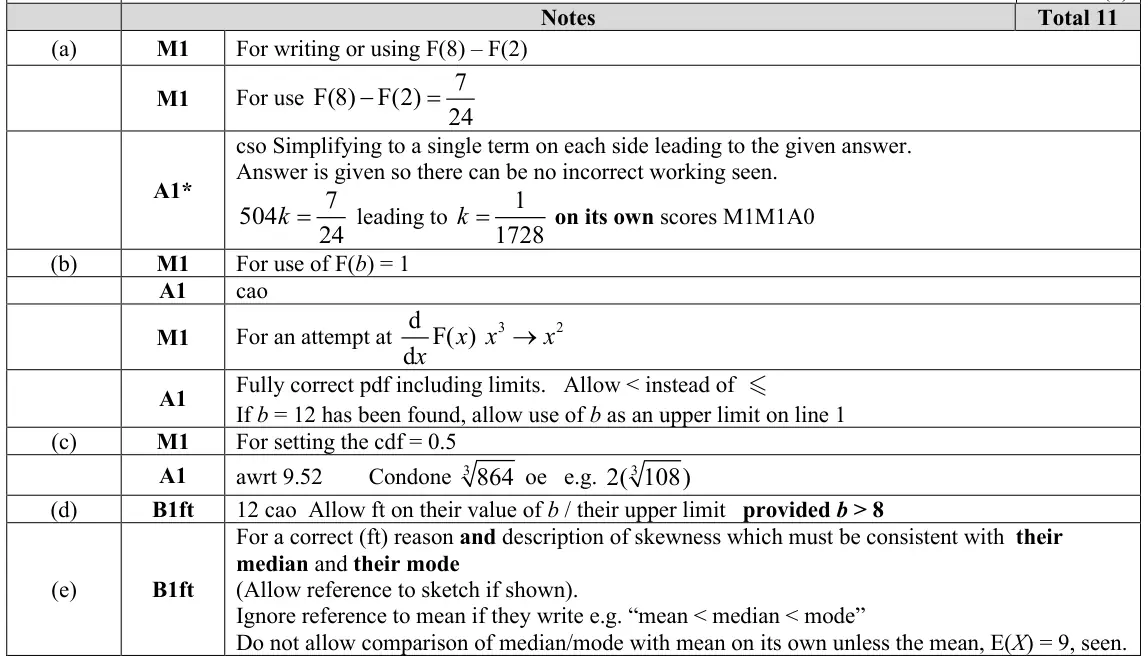 Notes Total 11
(a) M1 For writing or using F(8) – F(2)
M1 For use F(8) − F(2) = 7/24
cso Simplifying to a single term on each side leading to the given answer.
Answer is given so there can be no incorrect working seen.
A1* 504k = 7/24 leading to k = 1/1728 on its own scores M1M1A0
(b) M1 For use of F(b) = 1
A1 cao
M1 For an attempt at d/dx F(x) x³ → x²
A1 Fully correct pdf including limits. Allow < instead of ⩽
If b = 12 has been found, allow use of b as an upper limit on line 1
(c) M1 For setting the cdf = 0.5
A1 awrt 9.52 Condone ∛864 oe e.g. 2(∛108)
(d) B1ft 12 cao Allow ft on their value of b / their upper limit provided b > 8
For a correct (ft) reason and description of skewness which must be consistent with their
median and their mode
(e) B1ft (Allow reference to sketch if shown).
Ignore reference to mean if they write e.g. “mean < median < mode”
Do not allow comparison of median/mode with mean on its own unless the mean, E(X) = 9, seen.